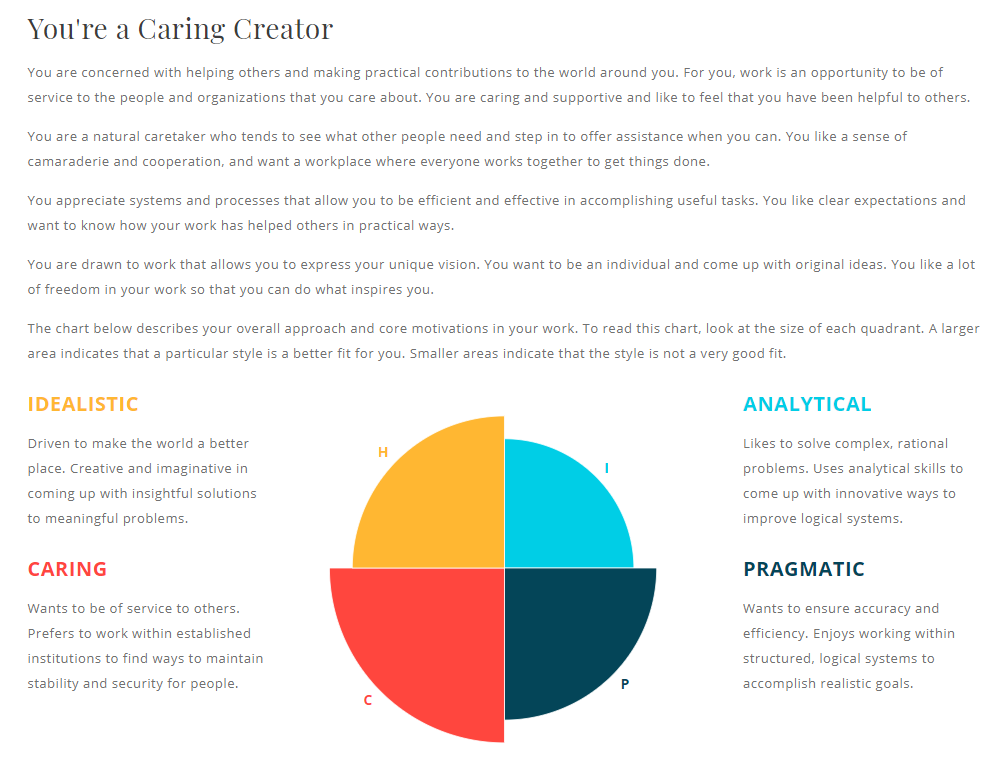 You're a Caring Creator
You are concerned with helping others and making practical contributions to the world around you. For you, work is an opportunity to be of
service to the people and organizations that you care about. You are caring and supportive and like to feel that you have been helpful to others.
You are a natural caretaker who tends to see what other people need and step in to offer assistance when you can. You like a sense of
camaraderie and cooperation, and want a workplace where everyone works together to get things done.
You appreciate systems and processes that allow you to be efficient and effective in accomplishing useful tasks. You like clear expectations and
want to know how your work has helped others in practical ways.
You are drawn to work that allows you to express your unique vision. You want to be an individual and come up with original ideas. You like a lot
of freedom in your work so that you can do what inspires you.
The chart below describes your overall approach and core motivations in your work. To read this chart, look at the size of each quadrant. A larger
area indicates that a particular style is a better fit for you. Smaller areas indicate that the style is not a very good fit.
IDEALISTIC
Driven to make the world a better
place. Creative and imaginative in
coming up with insightful solutions
to meaningful problems.
CARING
Wants to be of service to others.
Prefers to work within established
institutions to find ways to maintain
stability and security for people.
H
I
C
P
ANALYTICAL
Likes to solve complex, rational
problems. Uses analytical skills to
come up with innovative ways to
improve logical systems.
PRAGMATIC
Wants to ensure accuracy and
efficiency. Enjoys working within
structured, logical systems to
accomplish realistic goals.